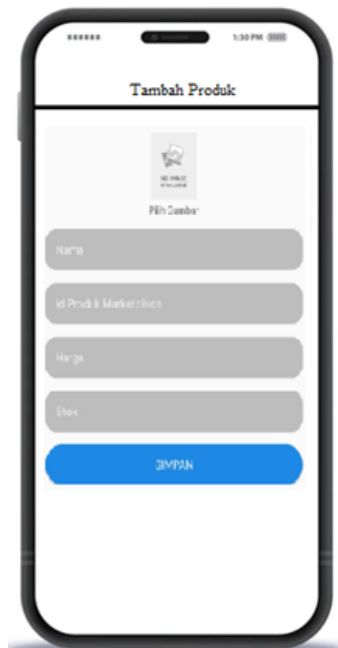 1:30 PM
Tambah Produk
NO IMAGE
AVAILABLE
Pilih Gambar
Nama
Id Produk Marketplace
Harga
Stok
SIMPAN